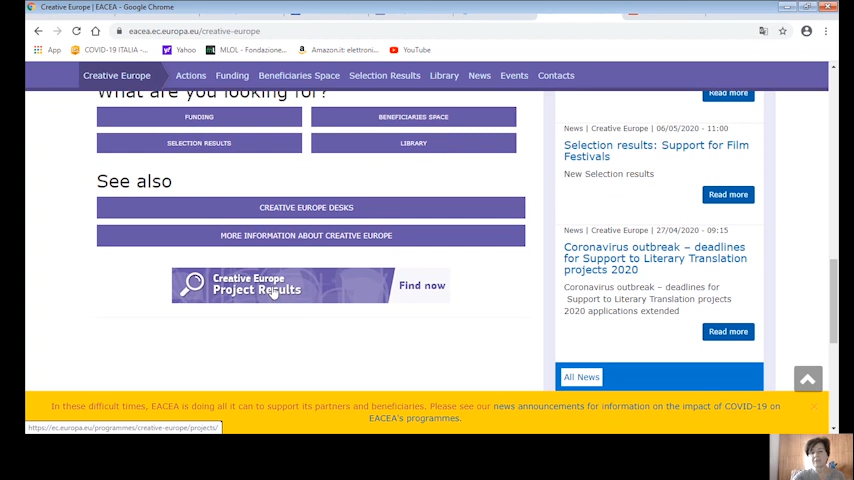 Creative Europe | EACEA - Google Chrome
eacea.ec.europa.eu/creative-europe
App
COVID-19 ITALIA -...
Yahoo
MLOL - Fondazione...
Amazon.it: elettroni...
YouTube
Creative Europe
Actions
Funding
Beneficiaries Space
Selection Results
Library
News
Events
Contacts
What are you looking for?
FUNDING
BENEFICIARIES SPACE
SELECTION RESULTS
LIBRARY
See also
CREATIVE EUROPE DESKS
MORE INFORMATION ABOUT CREATIVE EUROPE
Creative Europe
Project Results
Find now
Read more
News | Creative Europe | 06/05/2020 - 11:00
Selection results: Support for Film
Festivals
New Selection results
Read more
News | Creative Europe | 27/04/2020 - 09:15
Coronavirus outbreak – deadlines
for Support to Literary Translation
projects 2020
Coronavirus outbreak – deadlines for
Support to Literary Translation projects
2020 applications extended
Read more
All News
In these difficult times, EACEA is doing all it can to support its partners and beneficiaries. Please see our news announcements for information on the impact of COVID-19 on
EACEA's programmes.
https://ec.europa.eu/programmes/creative-europe/projects/